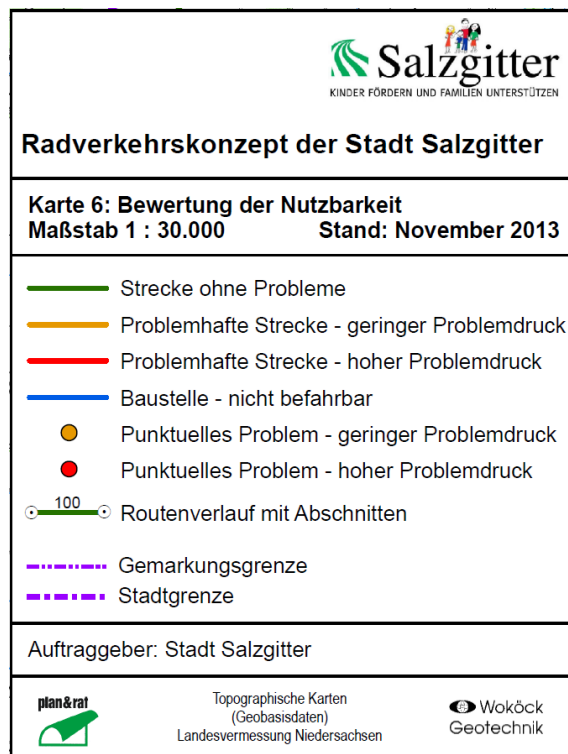 Salzgitter
KINDER FÖRDERN UND FAMILIEN UNTERSTÜTZEN
Radverkehrskonzept der Stadt Salzgitter
Karte 6: Bewertung der Nutzbarkeit
Maßstab 1 : 30.000 Stand: November 2013
Strecke ohne Probleme
Problemhafte Strecke - geringer Problemdruck
Problemhafte Strecke - hoher Problemdruck
Baustelle - nicht befahrbar
Punktuelles Problem - geringer Problemdruck
Punktuelles Problem - hoher Problemdruck
100 Routenverlauf mit Abschnitten
Gemarkungsgrenze
Stadtgrenze
Auftraggeber: Stadt Salzgitter
plan&rat
Topographische Karten
(Geobasisdaten)
Landesvermessung Niedersachsen
Woköck
Geotechnik